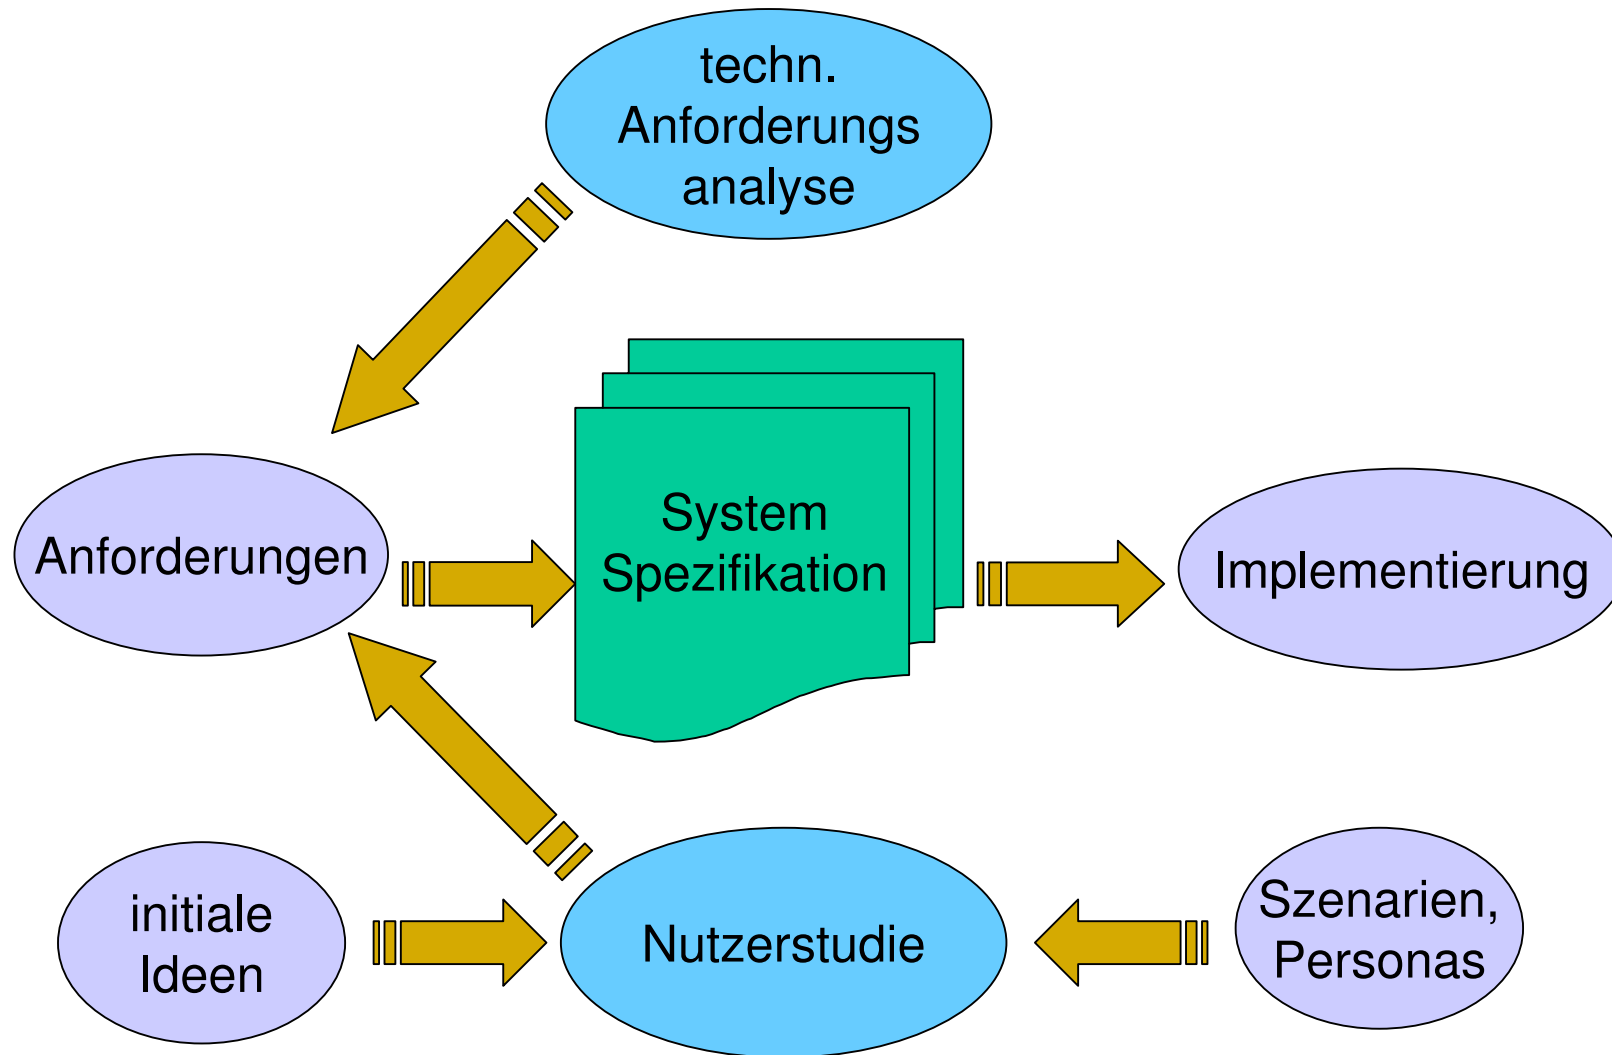 techn.
Anforderungs
analyse
Anforderungen
System
Spezifikation
Implementierung
initiale
Ideen
Nutzerstudie
Szenarien,
Personas